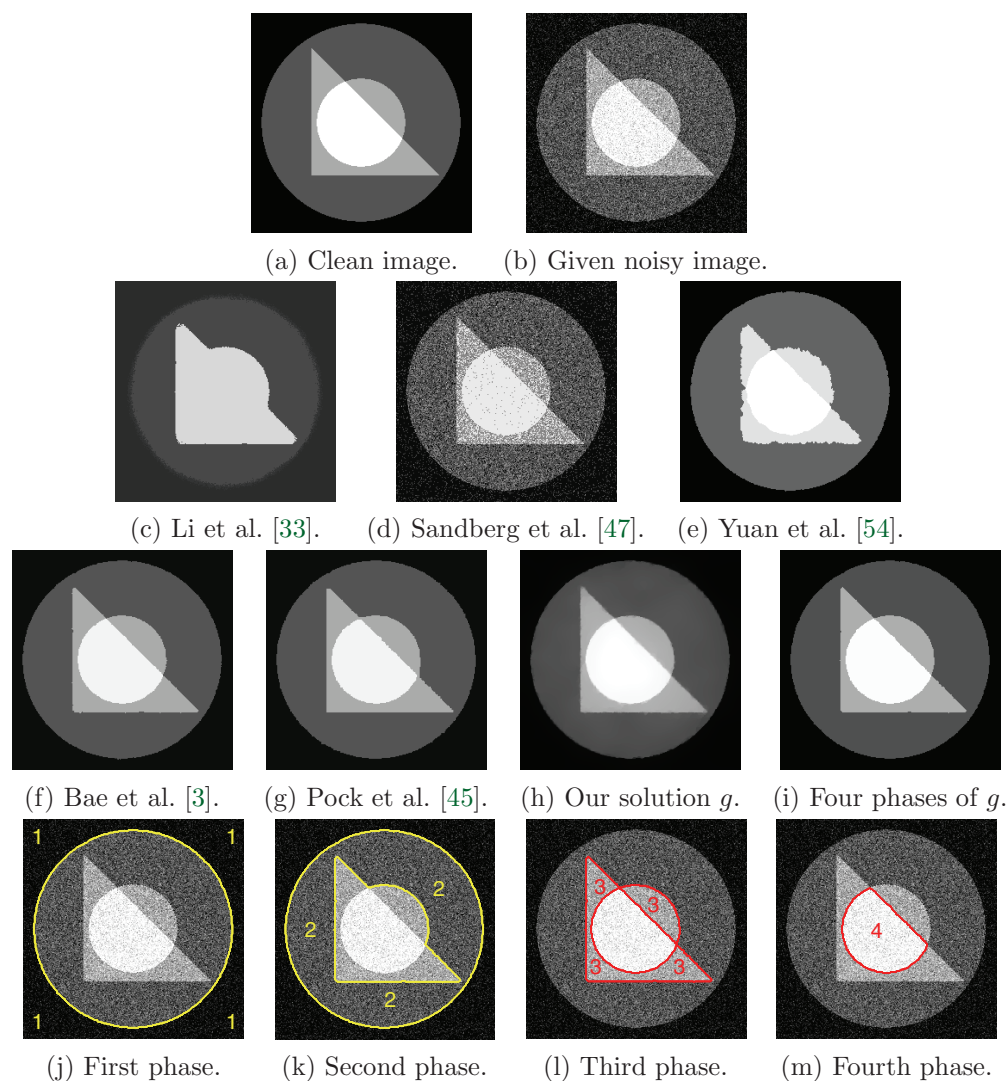 (a) Clean image. (b) Given noisy image.
(c) Li et al. [33]. (d) Sandberg et al. [47]. (e) Yuan et al. [54].
(f) Bae et al. [3]. (g) Pock et al. [45]. (h) Our solution g. (i) Four phases of g.
1 1 2 3 3
2 4
3 3
2
1 1
(j) First phase. (k) Second phase. (l) Third phase. (m) Fourth phase.